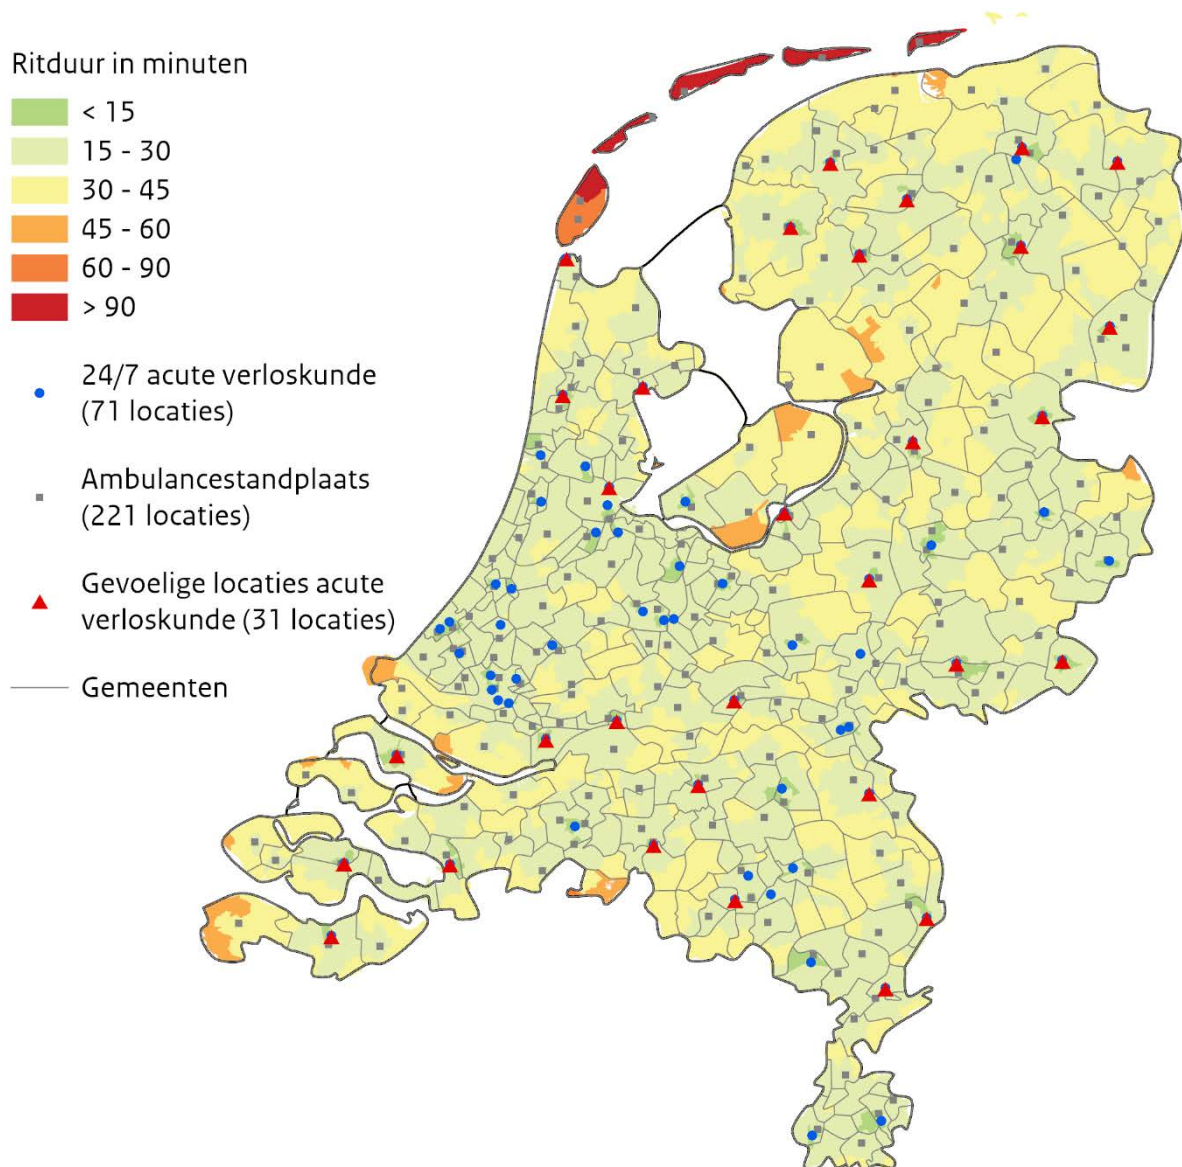 Ritduur in minuten
< 15
15 - 30
30 - 45
45 - 60
60 - 90
> 90
24/7 acute verloskunde
(71 locaties)
Ambulancestandplaats
(221 locaties)
Gevoelige locaties acute
verloskunde (31 locaties)
Gemeenten